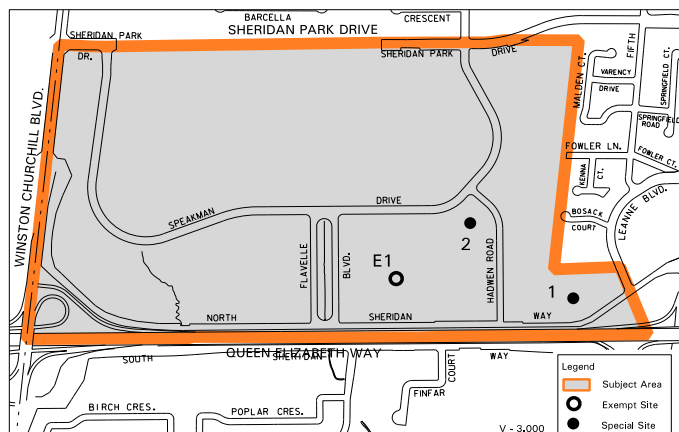 BARCELLA
CRESCENT
SHERIDAN PARK DRIVE
SHERIDAN PARK
DR.
SHERIDAN PARK
DRIVE
WINSTON CHURCHILL BLVD.
MALDEN CT.
FIFTH
VARENCY
DRIVE
SPRINGFIELD CT.
SPRINGFIELD
ROAD
FOWLER LN.
FOWLER CT.
KENNA
CT.
BOSACK
COURT
LEANNE BLVD.
SPEAKMAN
DRIVE
FLAVELLE
BLVD.
HADWEN ROAD
2
E1
1
NORTH
SHERIDAN
WAY
SOUTH
SHERIDAN
WAY
QUEEN ELIZABETH WAY
FINFAR
COURT
BIRCH CRES.
POPLAR CRES.
Legend
Subject Area
Exempt Site
Special Site
V - 3.000